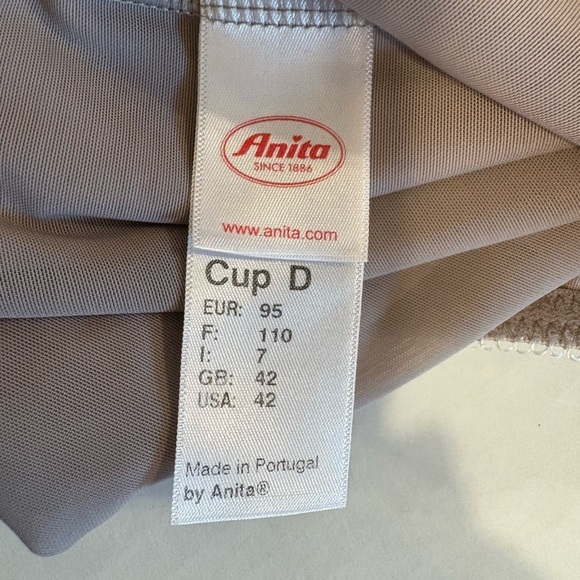 Anita
SINCE 1886
www.anita.com
Cup D
EUR: 95
F: 110
I: 7
GB: 42
USA: 42
Made in Portugal
by Anita®